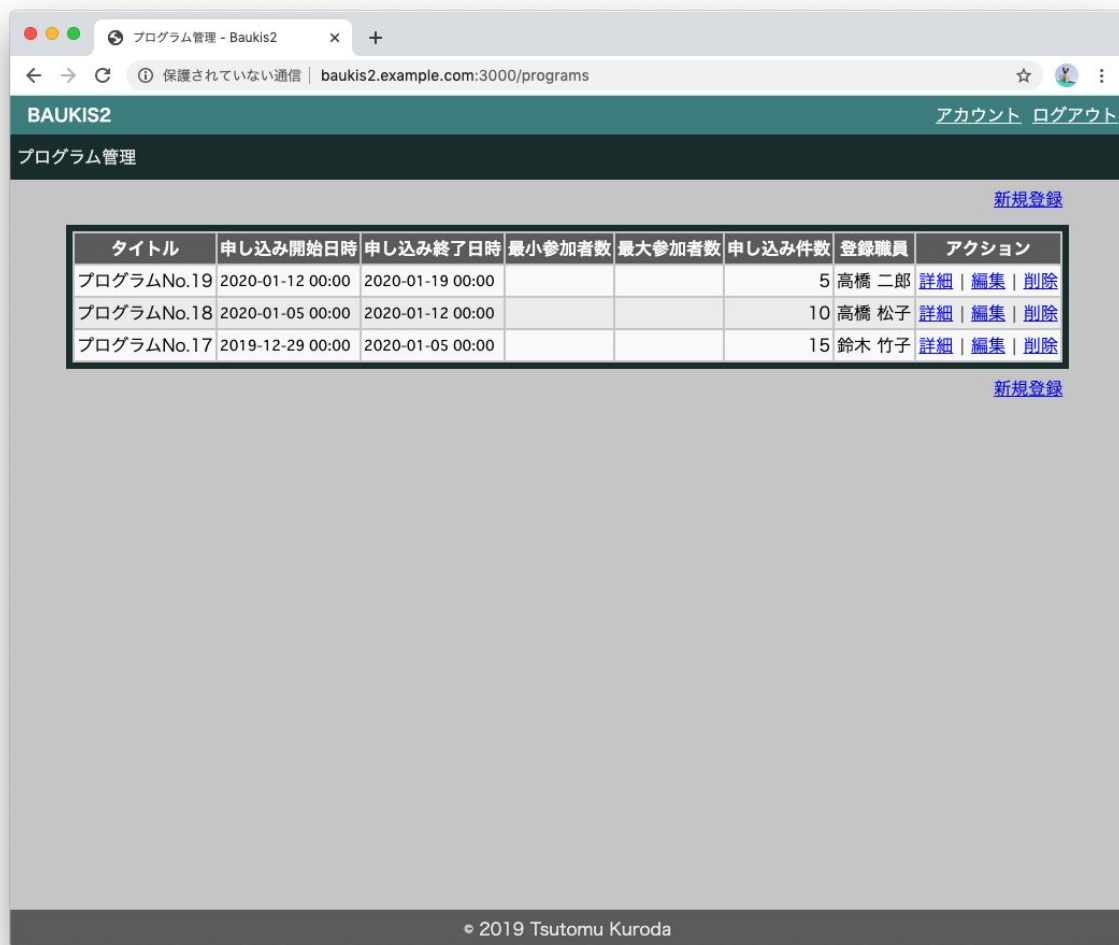 プログラム管理 - Baukis2
保護されていない通信 baukis2.example.com:3000/programs
BAUKIS2 アカウント ログアウト
プログラム管理
新規登録
タイトル 申し込み開始日時 申し込み終了日時 最小参加者数 最大参加者数 申し込み件数 登録職員 アクション
プログラムNo.19 2020-01-12 00:00 2020-01-19 00:00 5 高橋 二郎 詳細 | 編集 | 削除
プログラムNo.18 2020-01-05 00:00 2020-01-12 00:00 10 高橋 松子 詳細 | 編集 | 削除
プログラムNo.17 2019-12-29 00:00 2020-01-05 00:00 15 鈴木 竹子 詳細 | 編集 | 削除
新規登録
© 2019 Tsutomu Kuroda